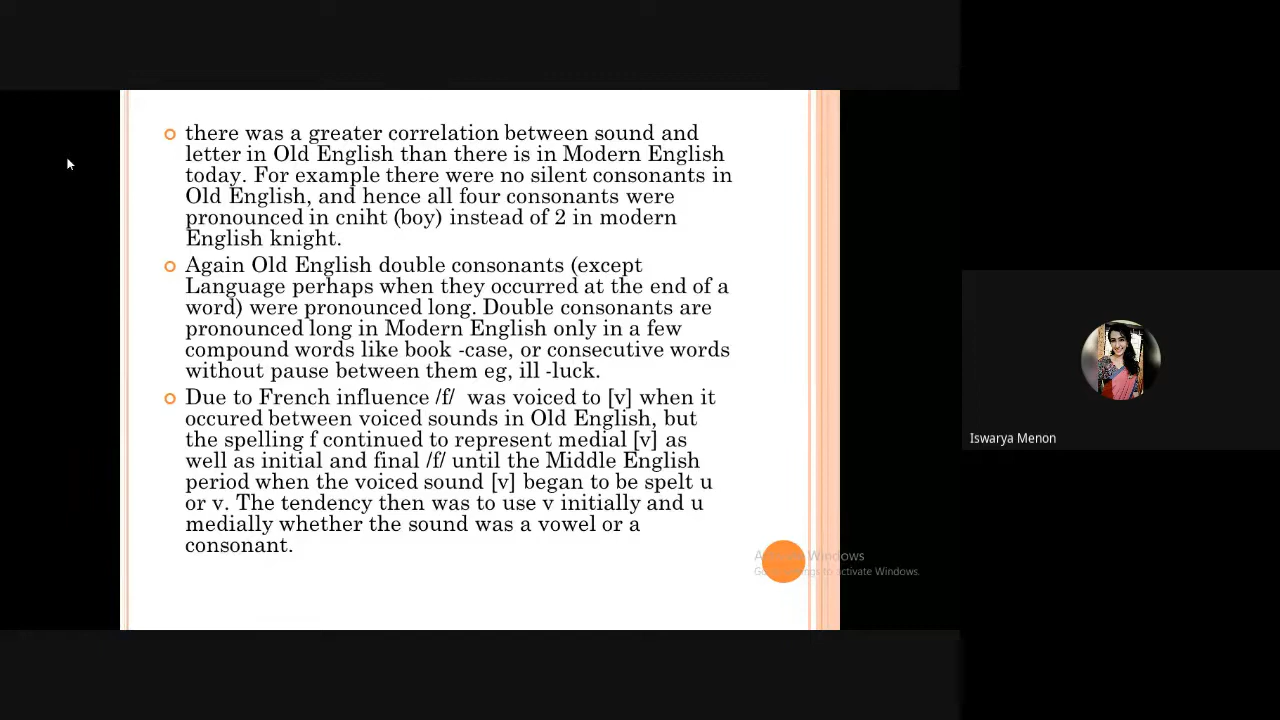 there was a greater correlation between sound and
letter in Old English than there is in Modern English
today. For example there were no silent consonants in
Old English, and hence all four consonants were
pronounced in cniht (boy) instead of 2 in modern
English knight.
Again Old English double consonants (except
Language perhaps when they occurred at the end of a
word) were pronounced long. Double consonants are
pronounced long in Modern English only in a few
compound words like book -case, or consecutive words
without pause between them eg, ill -luck.
Due to French influence /f/ was voiced to [v] when it
occured between voiced sounds in Old English, but
the spelling f continued to represent medial [v] as
well as initial and final /f/ until the Middle English
period when the voiced sound [v] began to be spelt u
or v. The tendency then was to use v initially and u
medially whether the sound was a vowel or a
consonant.
Activate Windows
Go to Settings to activate Windows.
Iswarya Menon